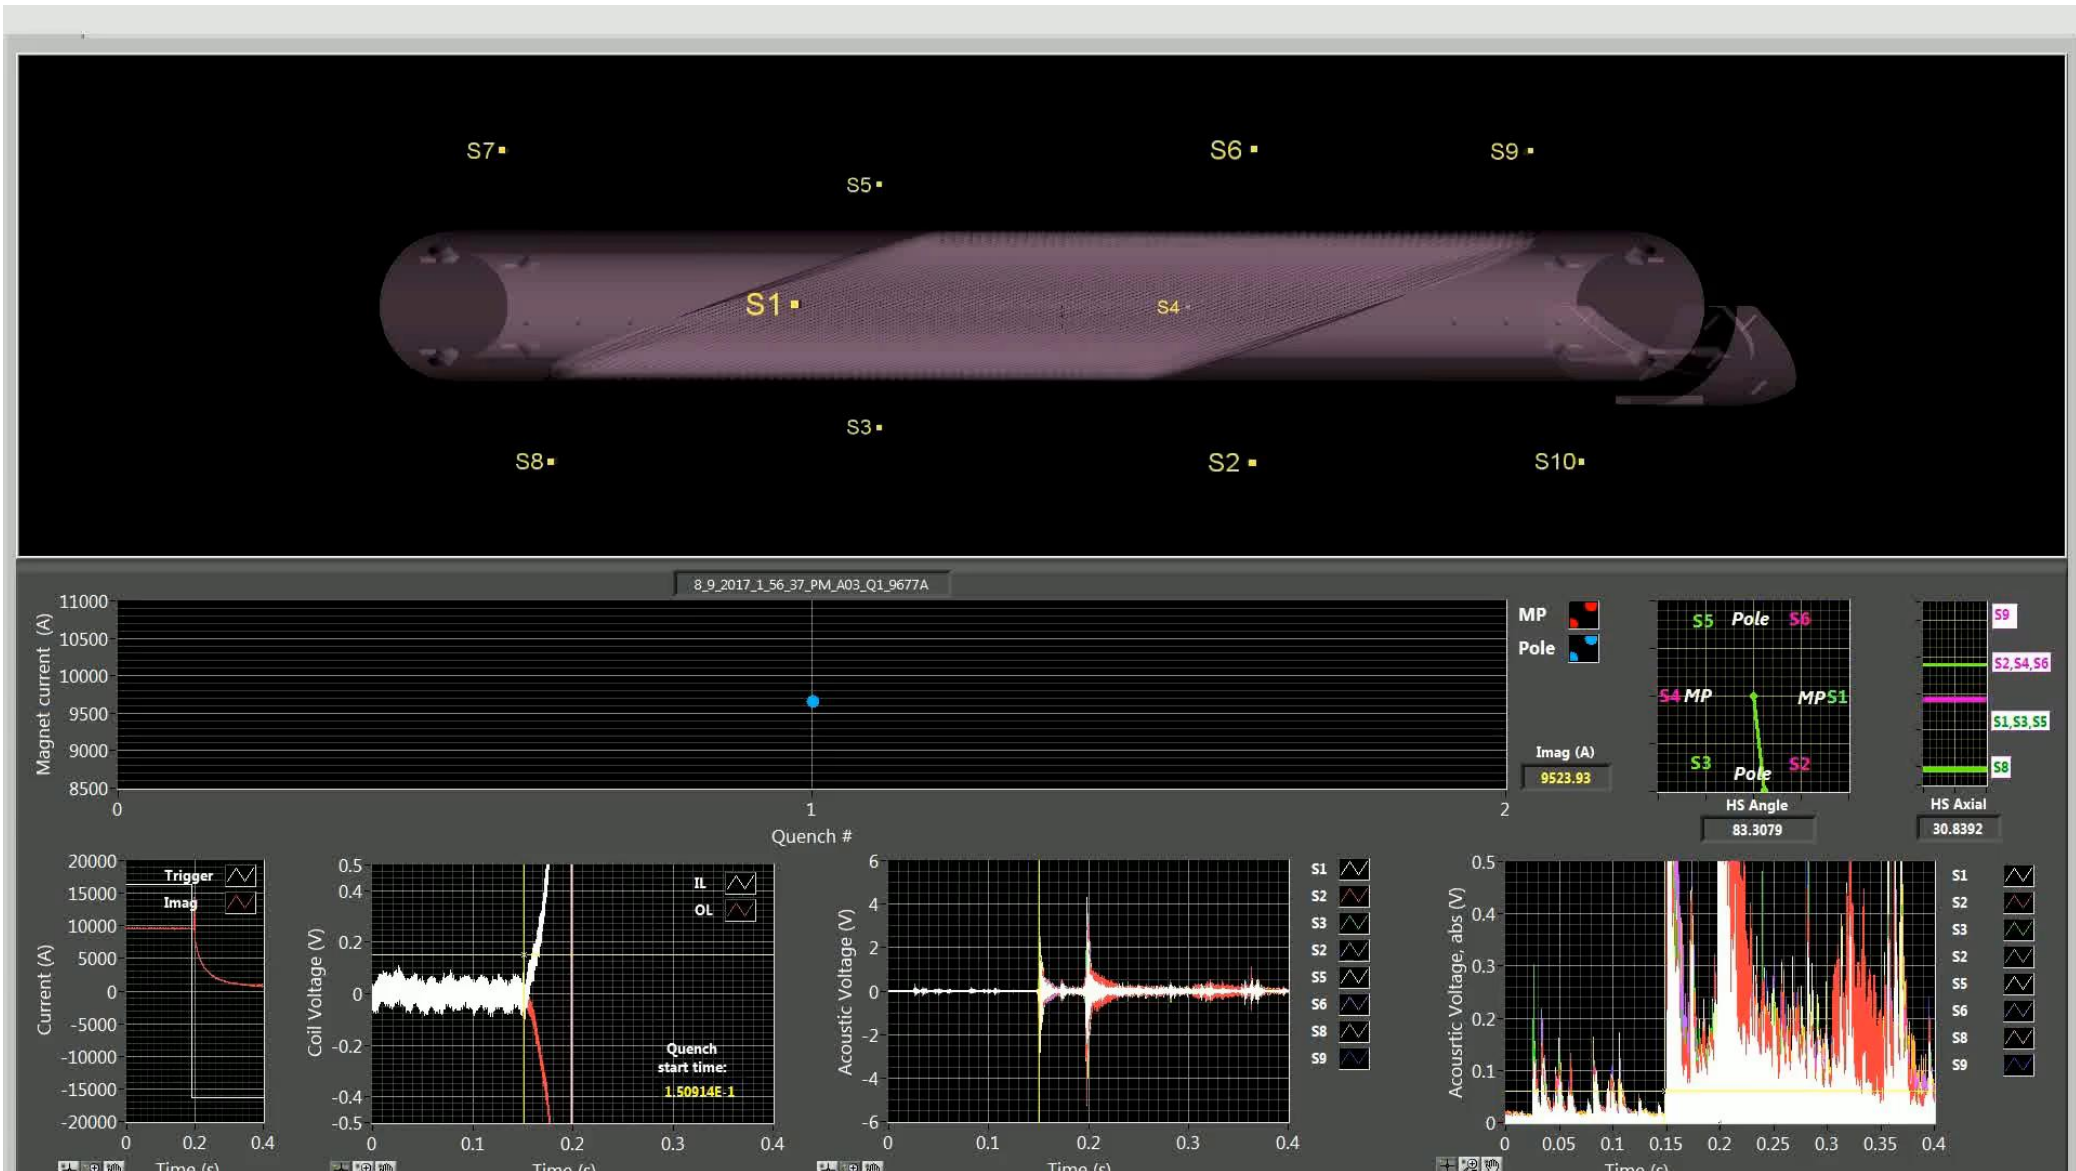 S7
S6
S9
S5
S1
S4
S3
S8
S2
S10
8_9_2017_1_56_37_PM_A03_Q1_9677A
Magnet current (A)
11000
10500
10000
9500
9000
8500
0
1
2
Quench #
MP
Pole
Imag (A)
9523.93
S5 Pole S6
S4 MP MP S1
S3 Pole S2
HS Angle
83.3079
S9
S2,S4,S6
S1,S3,S5
S8
HS Axial
30.8392
Current (A)
20000
15000
10000
5000
0
-5000
-10000
-15000
-20000
Trigger
Imag
0 0.2 0.4
Time (s)
Coil Voltage (V)
0.5
0.4
0.2
0
-0.2
-0.4
-0.5
IL
OL
Quench
start time:
1.50914E-1
0 0.1 0.2 0.3 0.4
Time (s)
Acoustic Voltage (V)
6
4
2
0
-2
-4
-6
0 0.1 0.2 0.3 0.4
Time (s)
S1
S2
S3
S2
S5
S6
S8
S9
Acousrtic Voltage, abs (V)
0.5
0.4
0.3
0.2
0.1
0
0 0.05 0.1 0.15 0.2 0.25 0.3 0.35 0.4
Time (s)
S1
S2
S3
S2
S5
S6
S8
S9